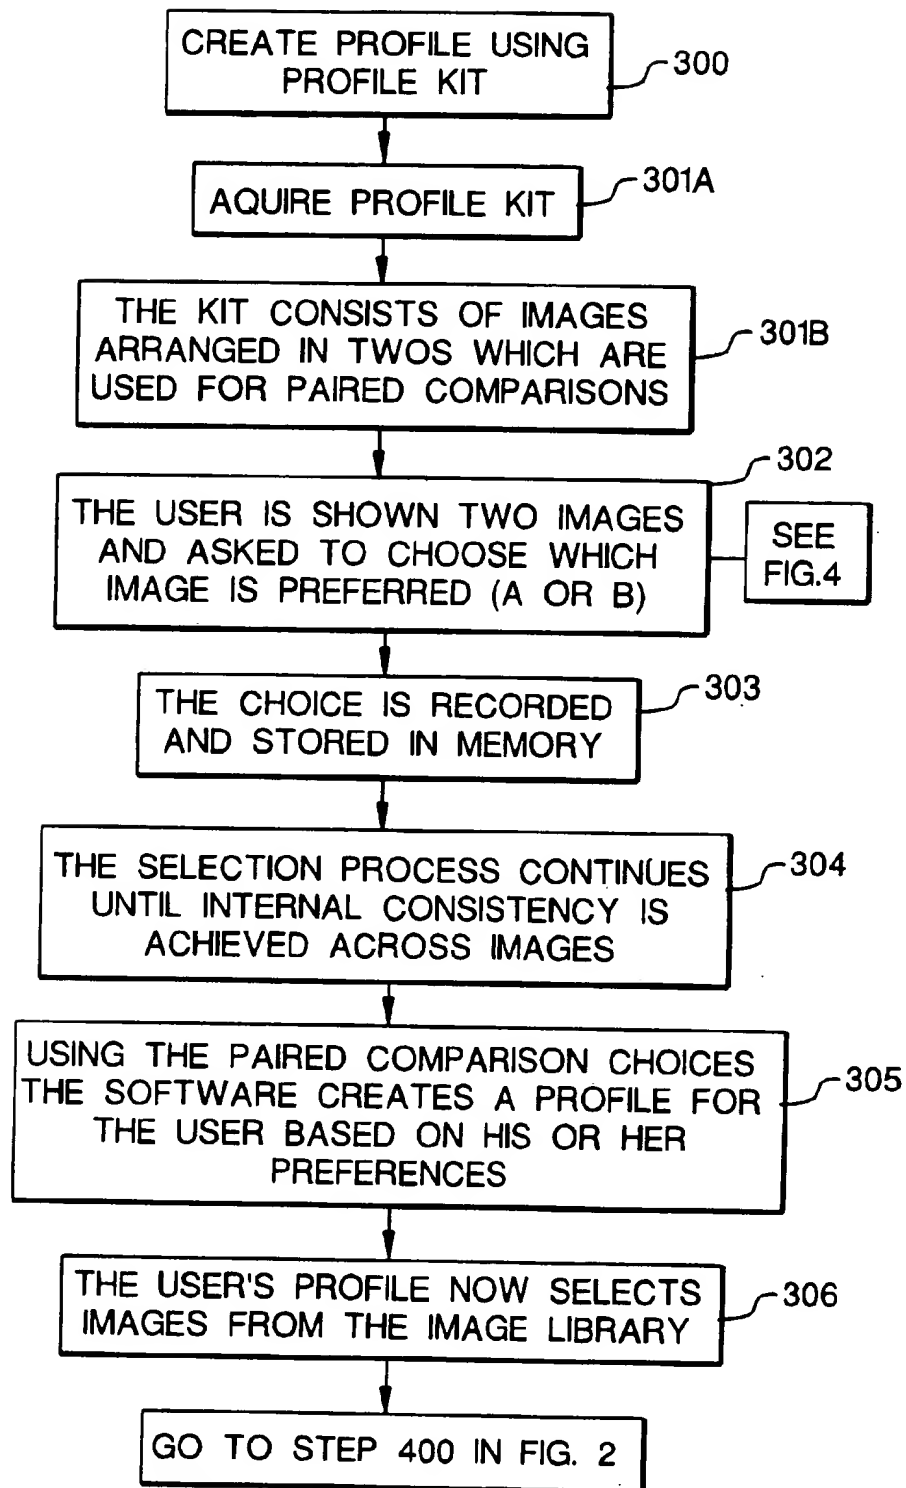 CREATE PROFILE USING
PROFILE KIT
300
AQUIRE PROFILE KIT
301A
THE KIT CONSISTS OF IMAGES
ARRANGED IN TWOS WHICH ARE
USED FOR PAIRED COMPARISONS
301B
302
THE USER IS SHOWN TWO IMAGES
AND ASKED TO CHOOSE WHICH
IMAGE IS PREFERRED (A OR B)
SEE
FIG.4
THE CHOICE IS RECORDED
AND STORED IN MEMORY
303
THE SELECTION PROCESS CONTINUES
UNTIL INTERNAL CONSISTENCY IS
ACHIEVED ACROSS IMAGES
304
USING THE PAIRED COMPARISON CHOICES
THE SOFTWARE CREATES A PROFILE FOR
THE USER BASED ON HIS OR HER
PREFERENCES
305
THE USER'S PROFILE NOW SELECTS
IMAGES FROM THE IMAGE LIBRARY
306
GO TO STEP 400 IN FIG. 2